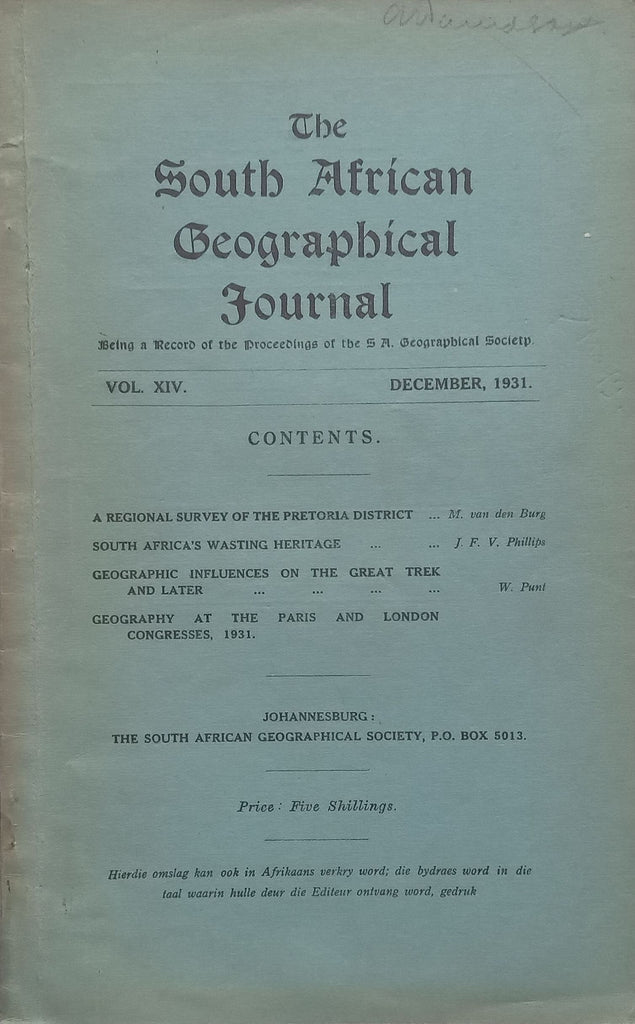 The
South African
Geographical
Journal
Being a Record of the Proceedings of the S A. Geographical Society.
VOL. XIV. DECEMBER, 1931.
CONTENTS.
A REGIONAL SURVEY OF THE PRETORIA DISTRICT ... M. van den Burg
SOUTH AFRICA'S WASTING HERITAGE ... ... J. F. V. Phillips
GEOGRAPHIC INFLUENCES ON THE GREAT TREK
AND LATER ... ... ... ... W. Punt
GEOGRAPHY AT THE PARIS AND LONDON
CONGRESSES, 1931.
JOHANNESBURG:
THE SOUTH AFRICAN GEOGRAPHICAL SOCIETY, P.O. BOX 5013.
Price: Five Shillings.
Hierdie omslag kan ook in Afrikaans verkry word; die bydraes word in die
taal waarin hulle deur die Editeur ontvang word, gedruk